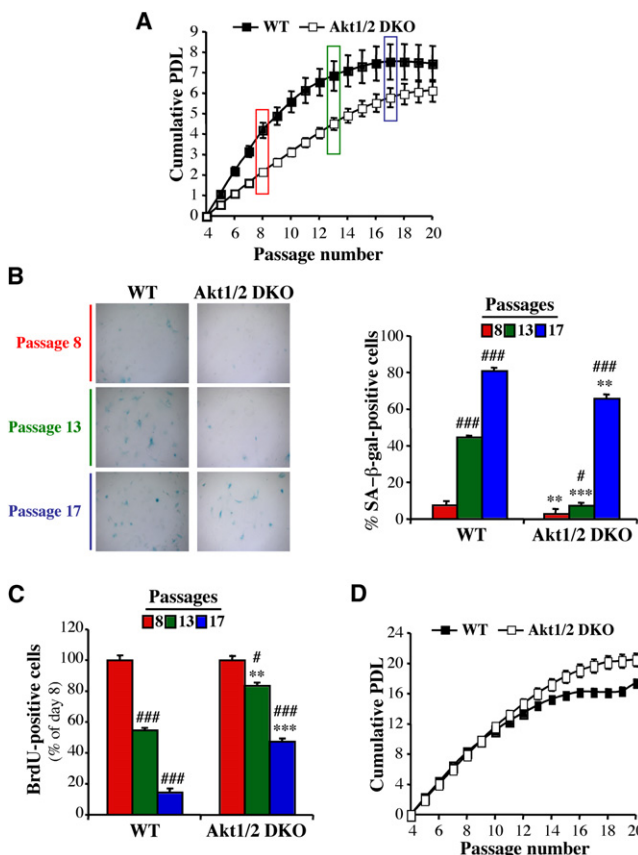 A
WT Akt1/2 DKO
Cumulative PDL
9
8
7
6
5
4
3
2
1
0
4 6 8 10 12 14 16 18 20
Passage number
B
WT Akt1/2 DKO
Passage 8
Passage 13
Passage 17
Passages
8 13 17
% SA–β-gal-positive cells
100
80
60
40
20
0
###
###
###
**
**
#
***
WT Akt1/2 DKO
C
Passages
8 13 17
BrdU-positive cells
(% of day 8)
120
100
80
60
40
20
0
###
###
#
**
###
***
WT Akt1/2 DKO
D
WT Akt1/2 DKO
Cumulative PDL
24
20
16
12
8
4
0
4 6 8 10 12 14 16 18 20
Passage number